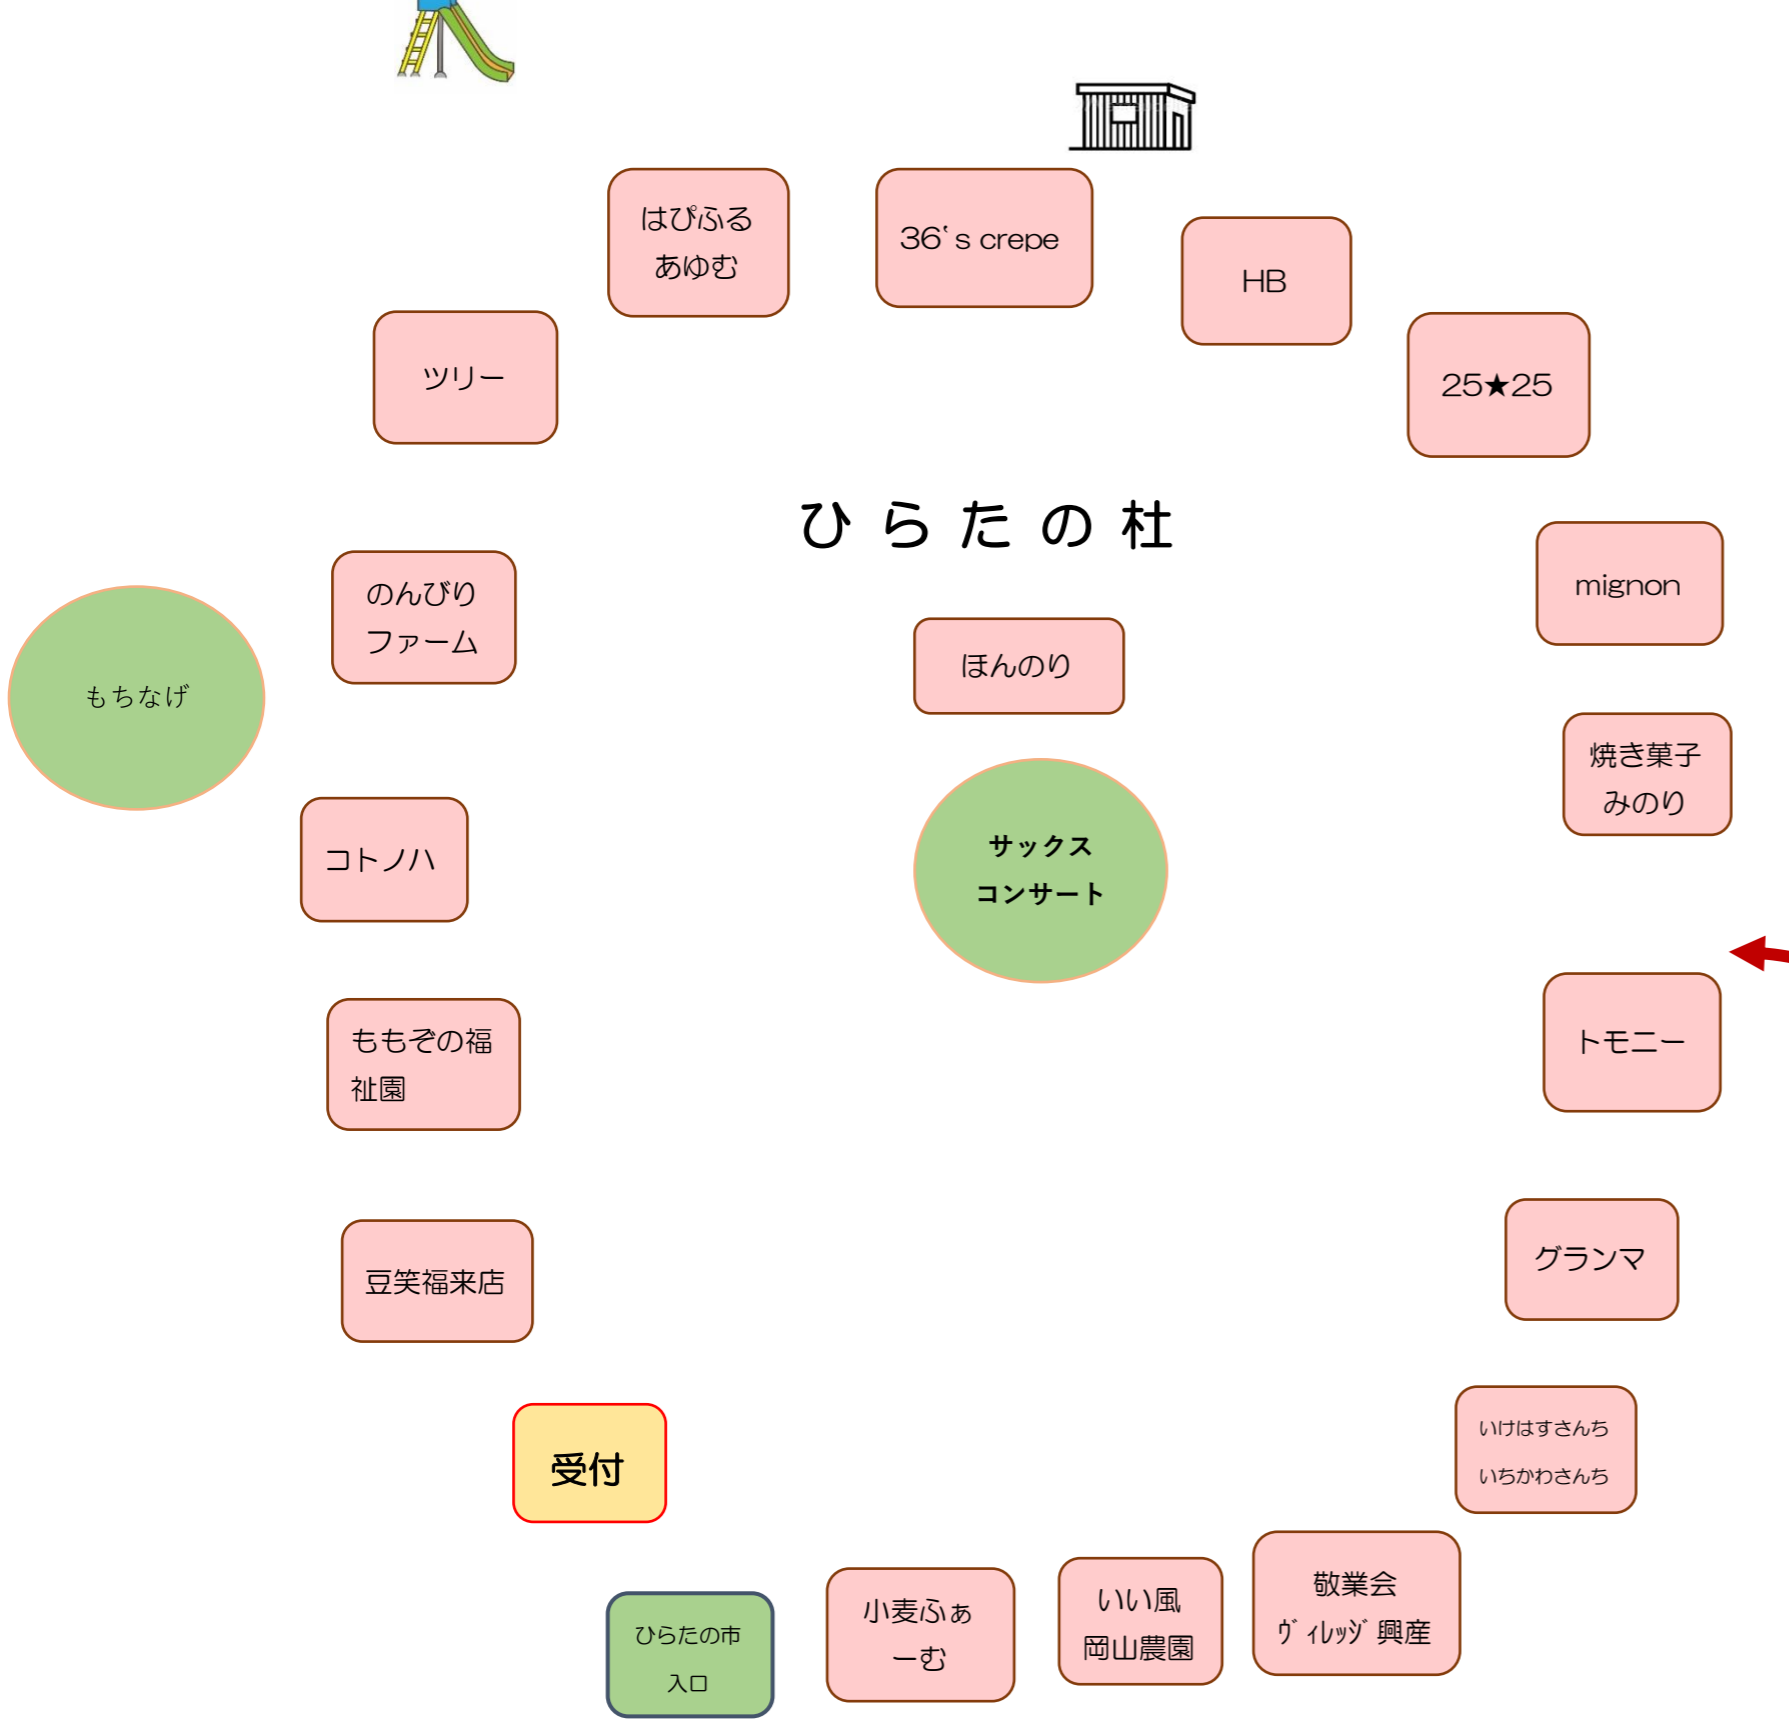 はぴふる
あゆむ
36‛s crepe
HB
ツリー
25★25
ひらたの杜
mignon
のんびり
ファーム
もちなげ
ほんのり
焼き菓子
みのり
サックス
コンサート
コトノハ
トモニー
ももぞの福
祉園
グランマ
豆笑福来店
いけはすさんち
いちかわさんち
受付
敬業会
ヴィレッジ興産
いい風
岡山農園
小麦ふぁ
ーむ
ひらたの市
入口